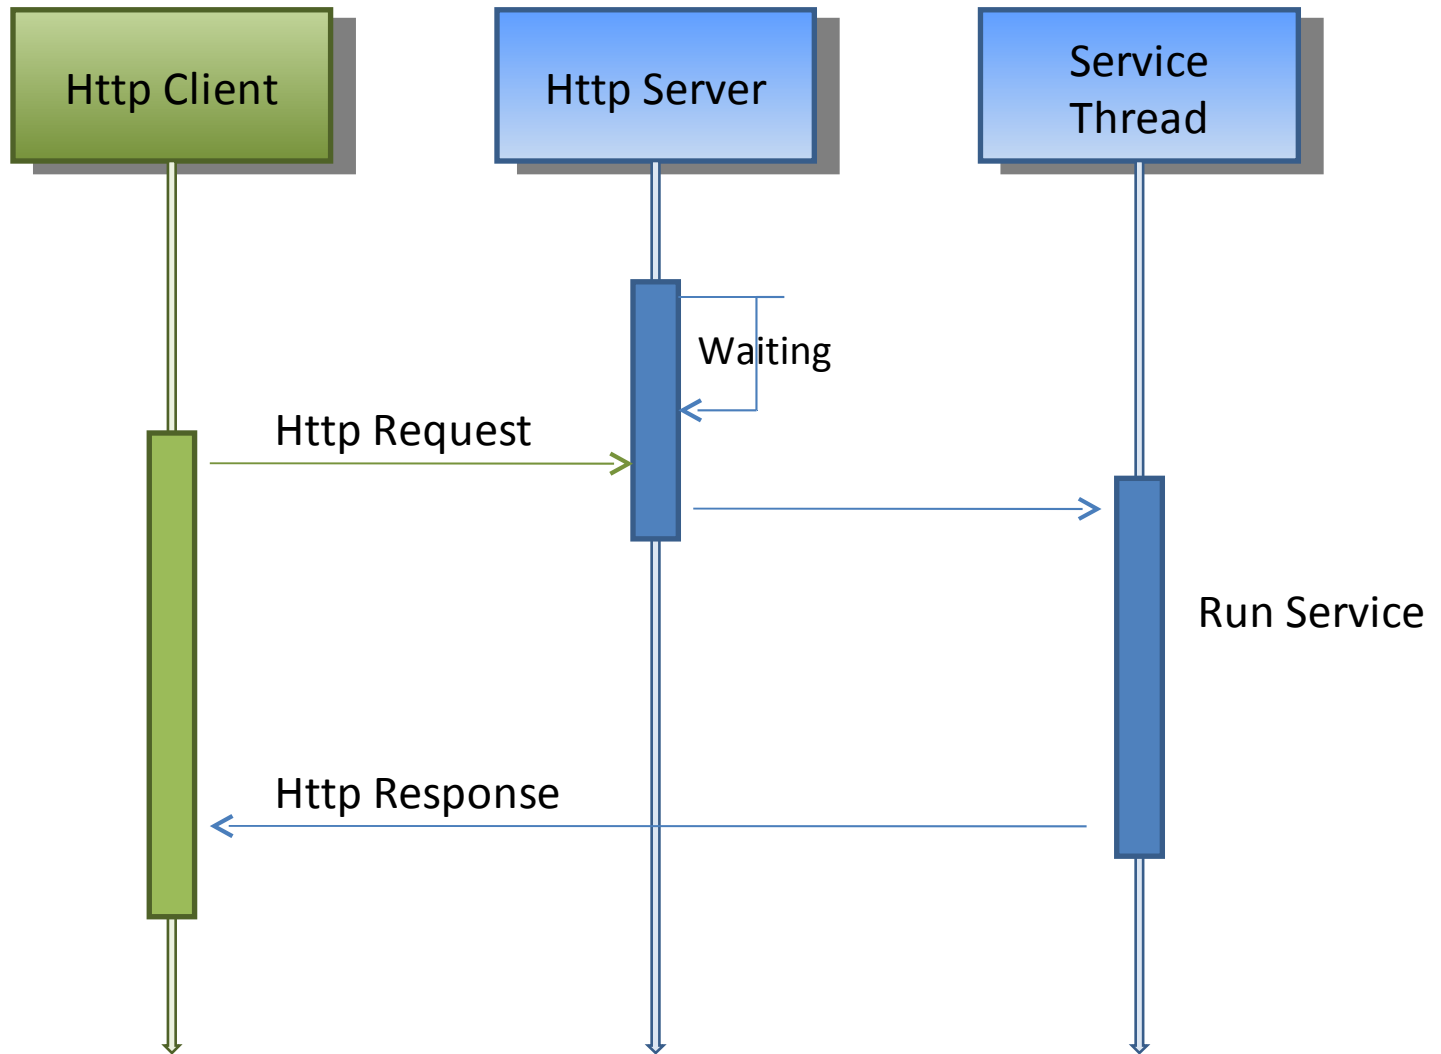 Http Client
Http Server
Service
Thread
Waiting
Http Request
Run Service
Http Response